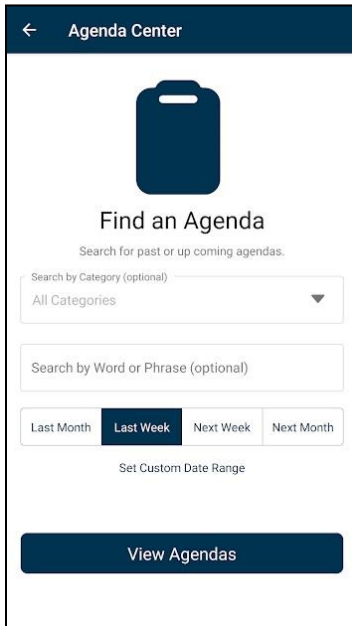 Agenda Center
Find an Agenda
Search for past or up coming agendas.
Search by Category (optional)
All Categories
Search by Word or Phrase (optional)
Last Month Last Week Next Week Next Month
Set Custom Date Range
View Agendas